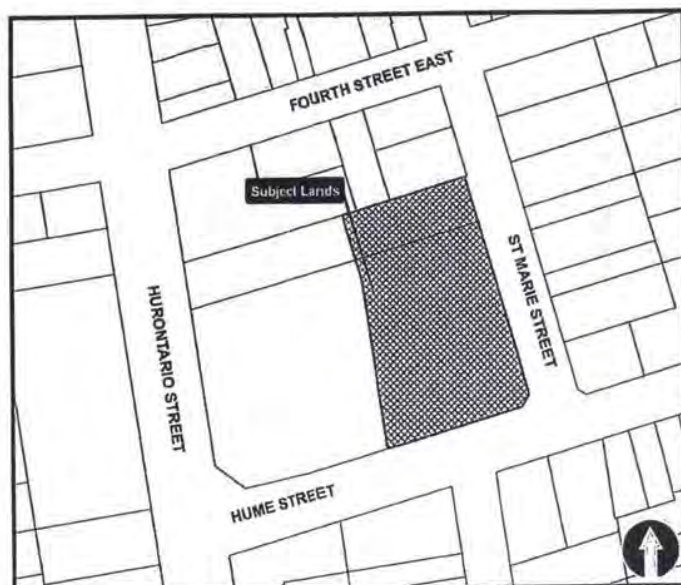 FOURTH STREET EAST
Subject Lands
ST MARIE STREET
HURONTARIO STREET
HUME STREET